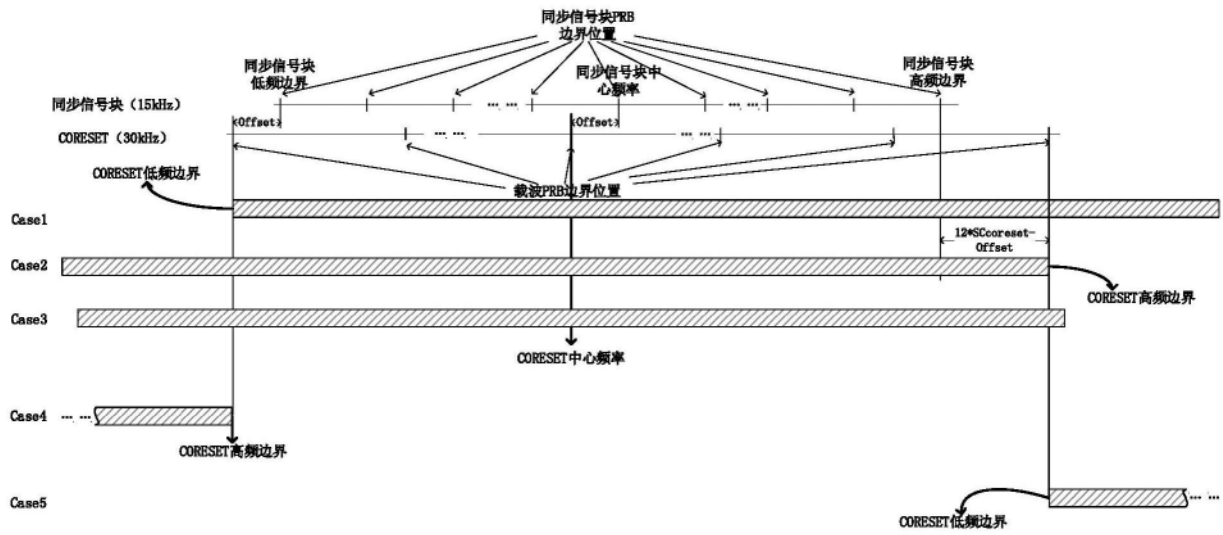 同步信号块PRB
边界位置
同步信号块
低频边界
同步信号块中
心频率
同步信号块
高频边界
同步信号块（15kHz）
... ...
... ...
Offset
Offset
CORESET（30kHz）
... ...
... ...
CORESET低频边界
载波PRB边界位置
Case1
12*SCcoreset-
Offset
Case2
CORESET高频边界
Case3
CORESET中心频率
Case4
... ...
CORESET高频边界
Case5
... ...
CORESET低频边界